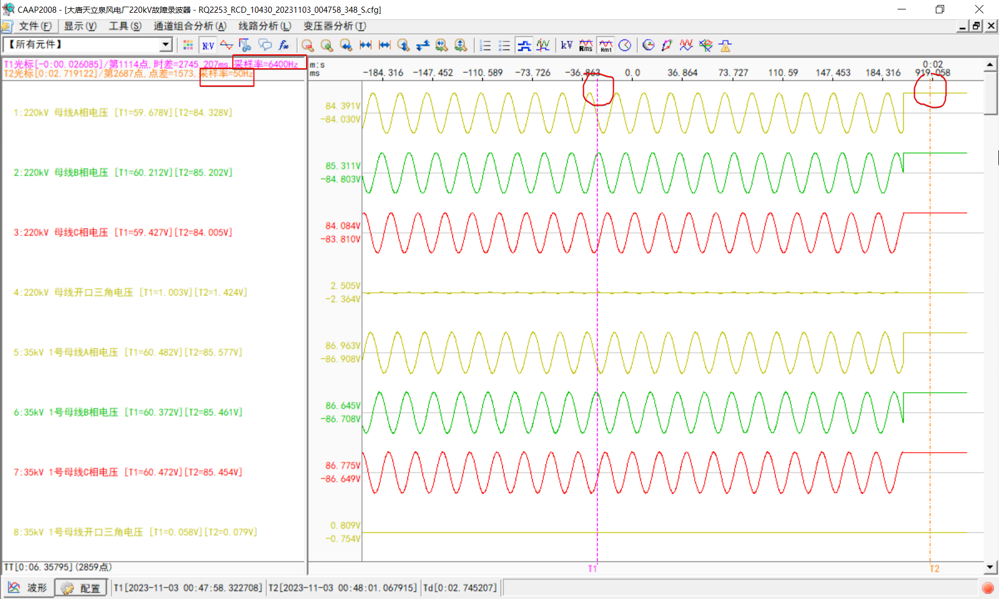 CAAP2008 - [大唐天立泉风电厂220kV故障录波器 - RQ2253_RCD_10430_20231103_004758_348_S.cfg]
文件(F) 显示(V) 工具(S) 通道组合分析(A) 线路分析(L) 变压器分析(T)
【所有元件】 N:V fx kV Rms Hm1
T1光标[-0:00.026085]/第1114点,时差=2745.207ms,采样率=6400Hz
T2光标[0:02.719122]/第2687点,点差=1573,采样率=50Hz
m:s 0:02
ms -184.316 -147.452 -110.589 -73.726 -36.863 0.0 36.864 73.727 110.59 147.453 184.316 919.058
1:220kV 母线A相电压 [T1=59.678V][T2=84.328V]
84.391V
-84.030V
2:220kV 母线B相电压 [T1=60.212V][T2=85.202V]
85.311V
-84.803V
3:220kV 母线C相电压 [T1=59.427V][T2=84.005V]
84.084V
-83.810V
4:220kV 母线开口三角电压 [T1=1.003V][T2=1.424V]
2.505V
-2.364V
5:35kV 1号母线A相电压 [T1=60.482V][T2=85.577V]
86.963V
-86.908V
6:35kV 1号母线B相电压 [T1=60.372V][T2=85.461V]
86.645V
-86.708V
7:35kV 1号母线C相电压 [T1=60.472V][T2=85.454V]
86.775V
-86.649V
8:35kV 1号母线开口三角电压 [T1=0.058V][T2=0.079V]
0.809V
-0.754V
TT[0:06.35795](2859点)
T1 T2
波形 配置 T1[2023-11-03 00:47:58.322708] T2[2023-11-03 00:48:01.067915] Td[0:02.745207]